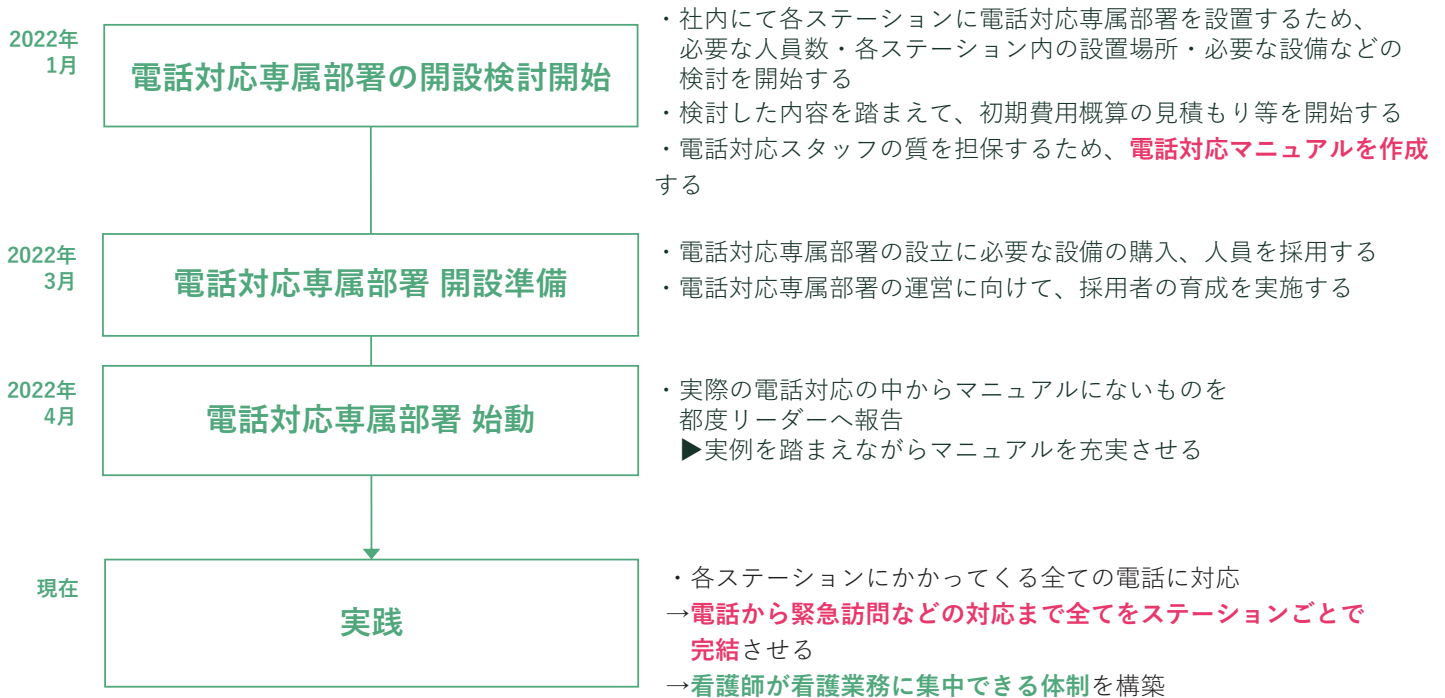 2022年
1月
電話対応専属部署の開設検討開始
・社内にて各ステーションに電話対応専属部署を設置するため、
必要な人員数・各ステーション内の設置場所・必要な設備などの
検討を開始する
・検討した内容を踏まえて、初期費用概算の見積もり等を開始する
・電話対応スタッフの質を担保するため、電話対応マニュアルを作成
する
2022年
3月
電話対応専属部署 開設準備
・電話対応専属部署の設立に必要な設備の購入、人員を採用する
・電話対応専属部署の運営に向けて、採用者の育成を実施する
2022年
4月
電話対応専属部署 始動
・実際の電話対応の中からマニュアルにないものを
都度リーダーへ報告
▶実例を踏まえながらマニュアルを充実させる
現在
実践
・各ステーションにかかってくる全ての電話に対応
→電話から緊急訪問などの対応まで全てをステーションごとで
完結させる
→看護師が看護業務に集中できる体制を構築